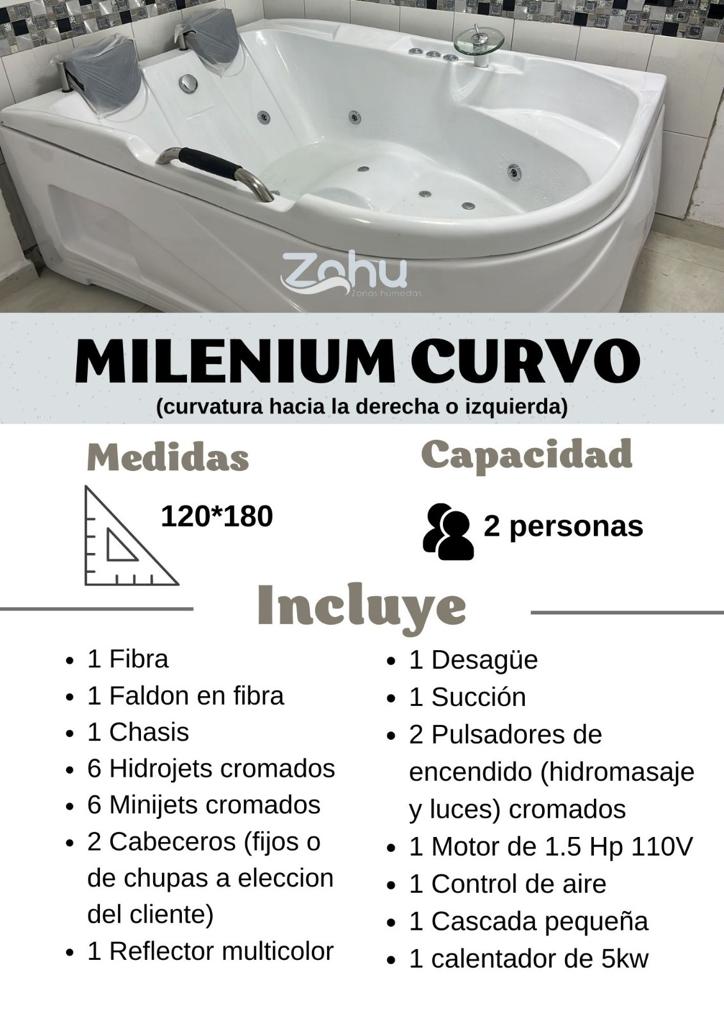 Zohu
Zonas húmedas
MILENIUM CURVO
(curvatura hacia la derecha o izquierda)
Medidas
120*180
Capacidad
2 personas
Incluye
1 Fibra
1 Faldon en fibra
1 Chasis
6 Hidrojets cromados
6 Minijets cromados
2 Cabeceros (fijos o
de chupas a eleccion
del cliente)
1 Reflector multicolor
1 Desagüe
1 Succión
2 Pulsadores de
encendido (hidromasaje
y luces) cromados
1 Motor de 1.5 Hp 110V
1 Control de aire
1 Cascada pequeña
1 calentador de 5kw